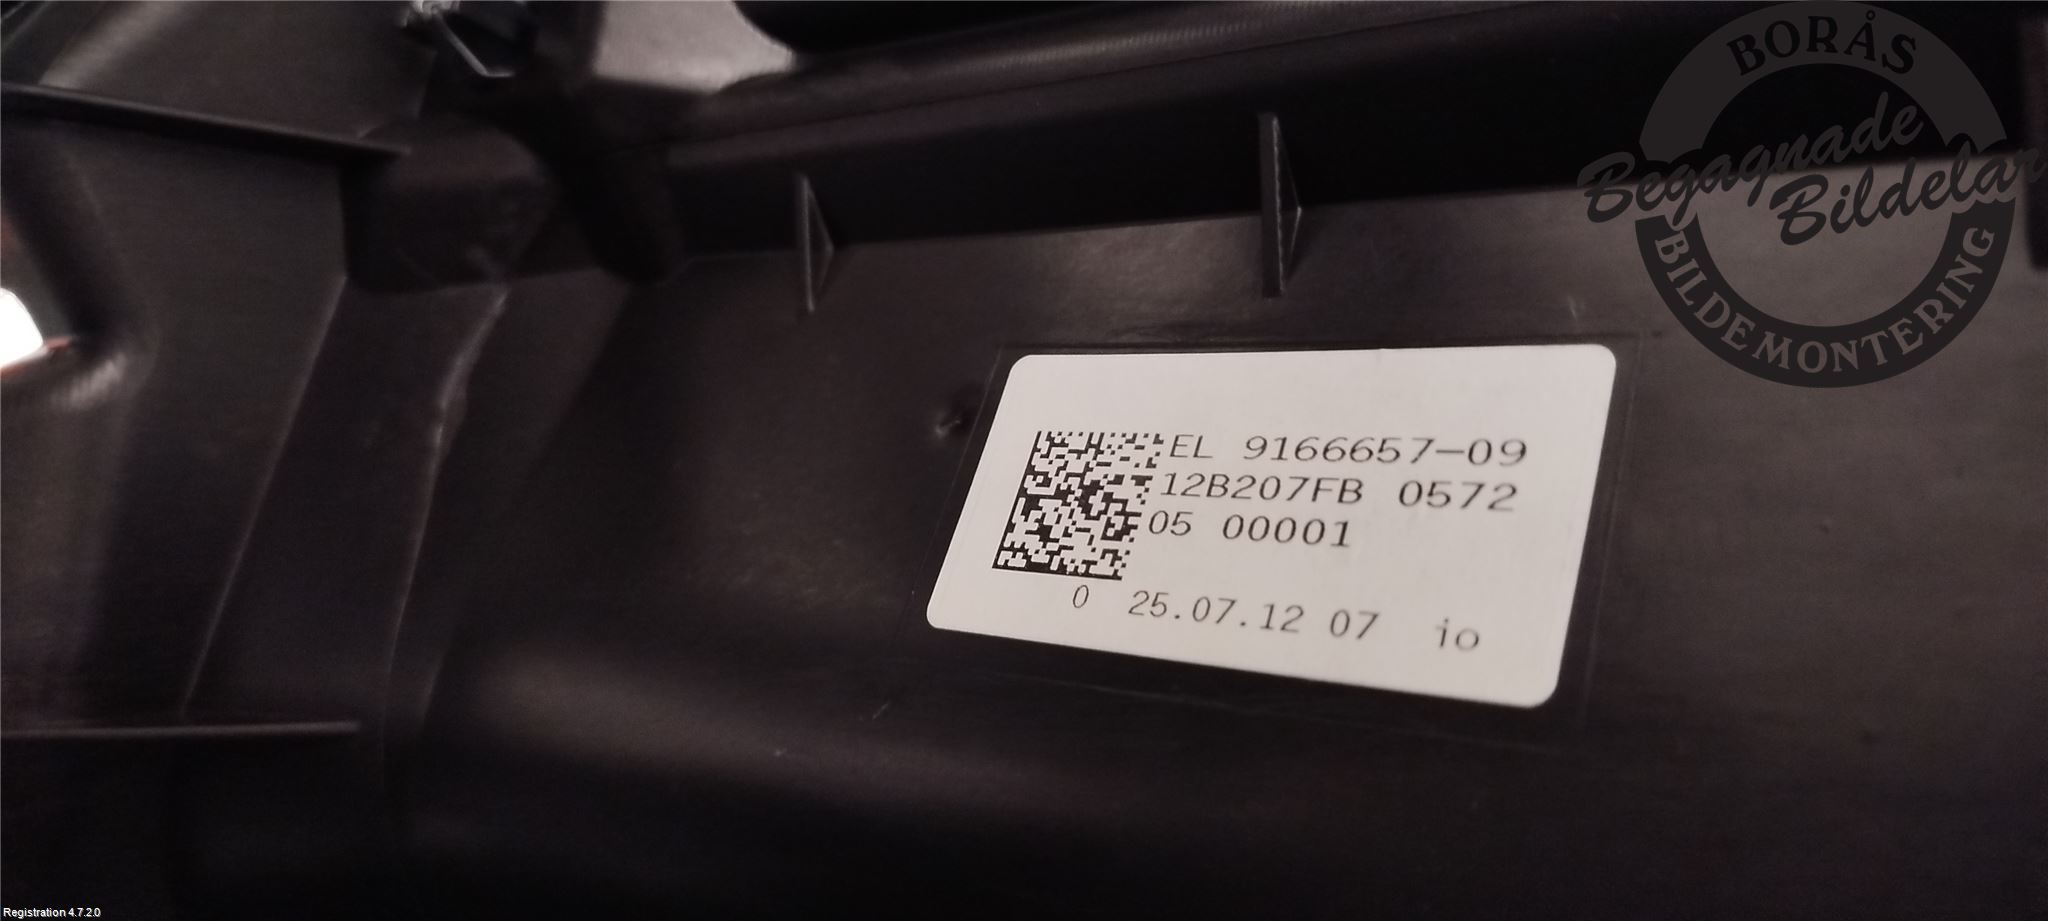 BORÅS
Begagnade
Bildelar
BILDEMONTERING
EL 9166657-09
12B207FB 0572
05 00001
0 25.07.12 07 io
Registration 4.7.2.0